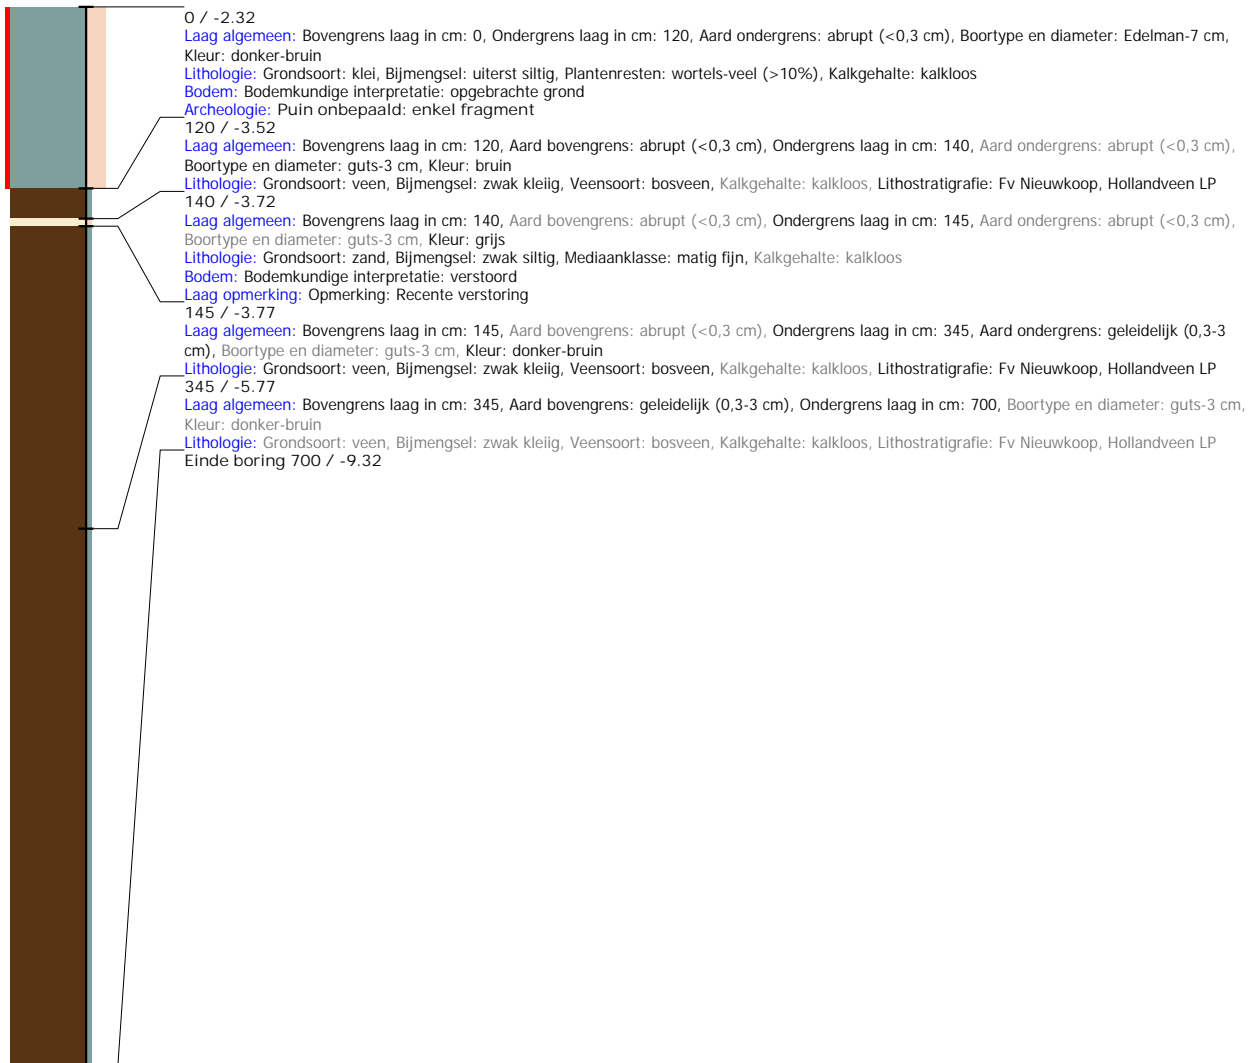 0 / -2.32
Laag algemeen: Bovengrens laag in cm: 0, Ondergrens laag in cm: 120, Aard ondergrens: abrupt (<0,3 cm), Boortype en diameter: Edelman-7 cm,
Kleur: donker-bruin
Lithologie: Grondsoort: klei, Bijmengsel: uiterst siltig, Plantenresten: wortels-veel (>10%), Kalkgehalte: kalkloos
Bodem: Bodemkundige interpretatie: opgebrachte grond
Archeologie: Puin onbepaald: enkel fragment
120 / -3.52
Laag algemeen: Bovengrens laag in cm: 120, Aard bovengrens: abrupt (<0,3 cm), Ondergrens laag in cm: 140, Aard ondergrens: abrupt (<0,3 cm),
Boortype en diameter: guts-3 cm, Kleur: bruin
Lithologie: Grondsoort: veen, Bijmengsel: zwak kleiig, Veensoort: bosveen, Kalkgehalte: kalkloos, Lithostratigrafie: Fv Nieuwkoop, Hollandveen LP
140 / -3.72
Laag algemeen: Bovengrens laag in cm: 140, Aard bovengrens: abrupt (<0,3 cm), Ondergrens laag in cm: 145, Aard ondergrens: abrupt (<0,3 cm),
Boortype en diameter: guts-3 cm, Kleur: grijs
Lithologie: Grondsoort: zand, Bijmengsel: zwak siltig, Mediaanklasse: matig fijn, Kalkgehalte: kalkloos
Bodem: Bodemkundige interpretatie: verstoord
Laag opmerking: Opmerking: Recente verstoring
145 / -3.77
Laag algemeen: Bovengrens laag in cm: 145, Aard bovengrens: abrupt (<0,3 cm), Ondergrens laag in cm: 345, Aard ondergrens: geleidelijk (0,3-3
cm), Boortype en diameter: guts-3 cm, Kleur: donker-bruin
Lithologie: Grondsoort: veen, Bijmengsel: zwak kleiig, Veensoort: bosveen, Kalkgehalte: kalkloos, Lithostratigrafie: Fv Nieuwkoop, Hollandveen LP
345 / -5.77
Laag algemeen: Bovengrens laag in cm: 345, Aard bovengrens: geleidelijk (0,3-3 cm), Ondergrens laag in cm: 700, Boortype en diameter: guts-3 cm,
Kleur: donker-bruin
Lithologie: Grondsoort: veen, Bijmengsel: zwak kleiig, Veensoort: bosveen, Kalkgehalte: kalkloos, Lithostratigrafie: Fv Nieuwkoop, Hollandveen LP
Einde boring 700 / -9.32